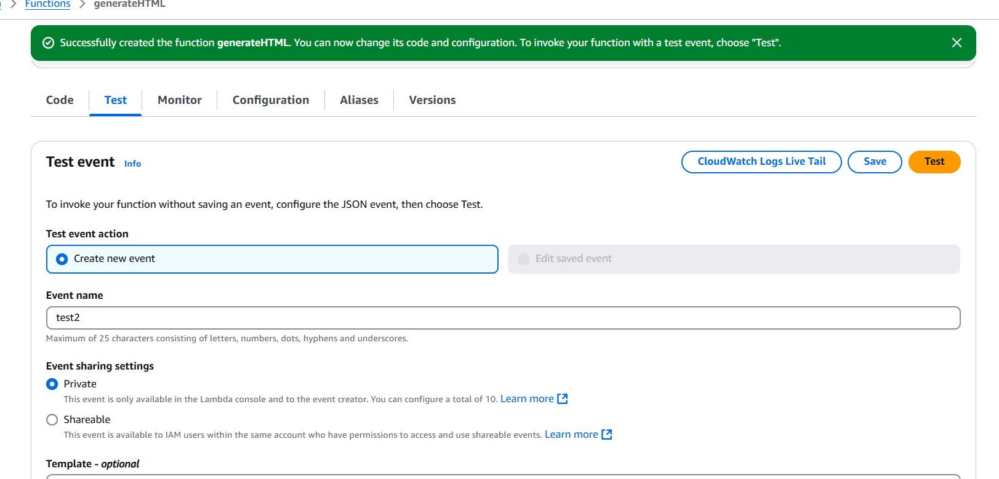 Functions > generateHTML
Successfully created the function generateHTML. You can now change its code and configuration. To invoke your function with a test event, choose "Test".
Code Test Monitor Configuration Aliases Versions
Test event Info CloudWatch Logs Live Tail Save Test
To invoke your function without saving an event, configure the JSON event, then choose Test.
Test event action
Create new event Edit saved event
Event name
test2
Maximum of 25 characters consisting of letters, numbers, dots, hyphens and underscores.
Event sharing settings
Private
This event is only available in the Lambda console and to the event creator. You can configure a total of 10. Learn more
Shareable
This event is available to IAM users within the same account who have permissions to access and use shareable events. Learn more
Template - optional